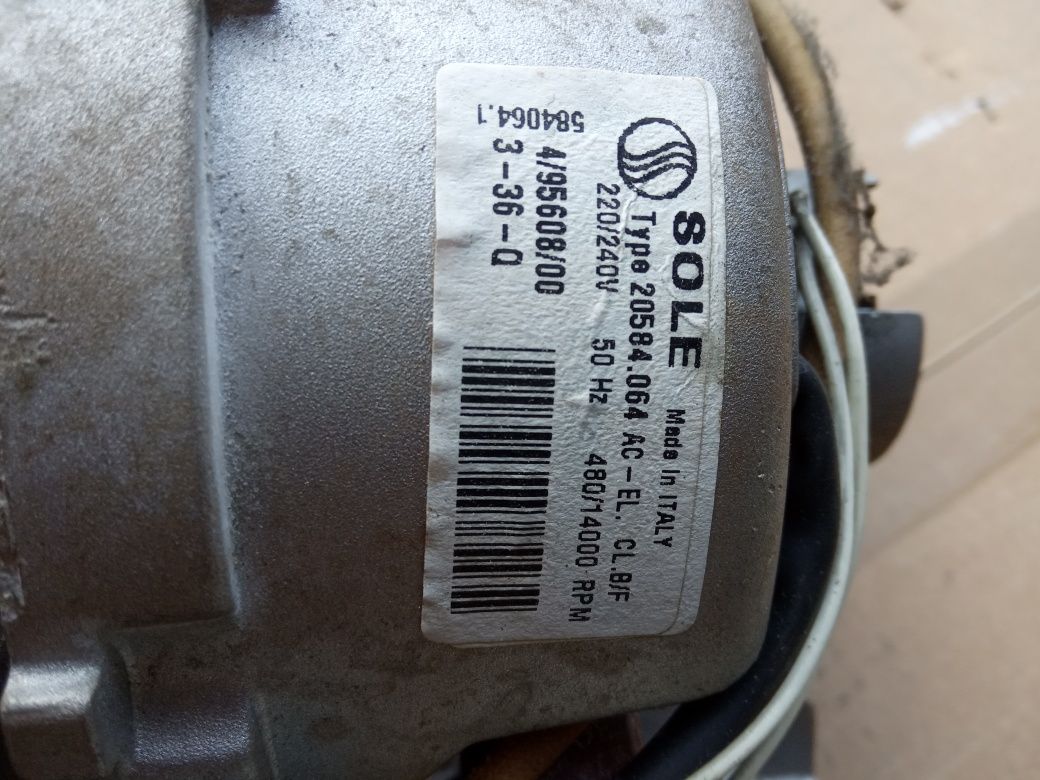 SOLE Made In ITALY
Type 20584.064 AC-EL. CL.B/F
220/240V 50 Hz 480/14000 RPM
584064.1
4/95608/00
3-36-Q